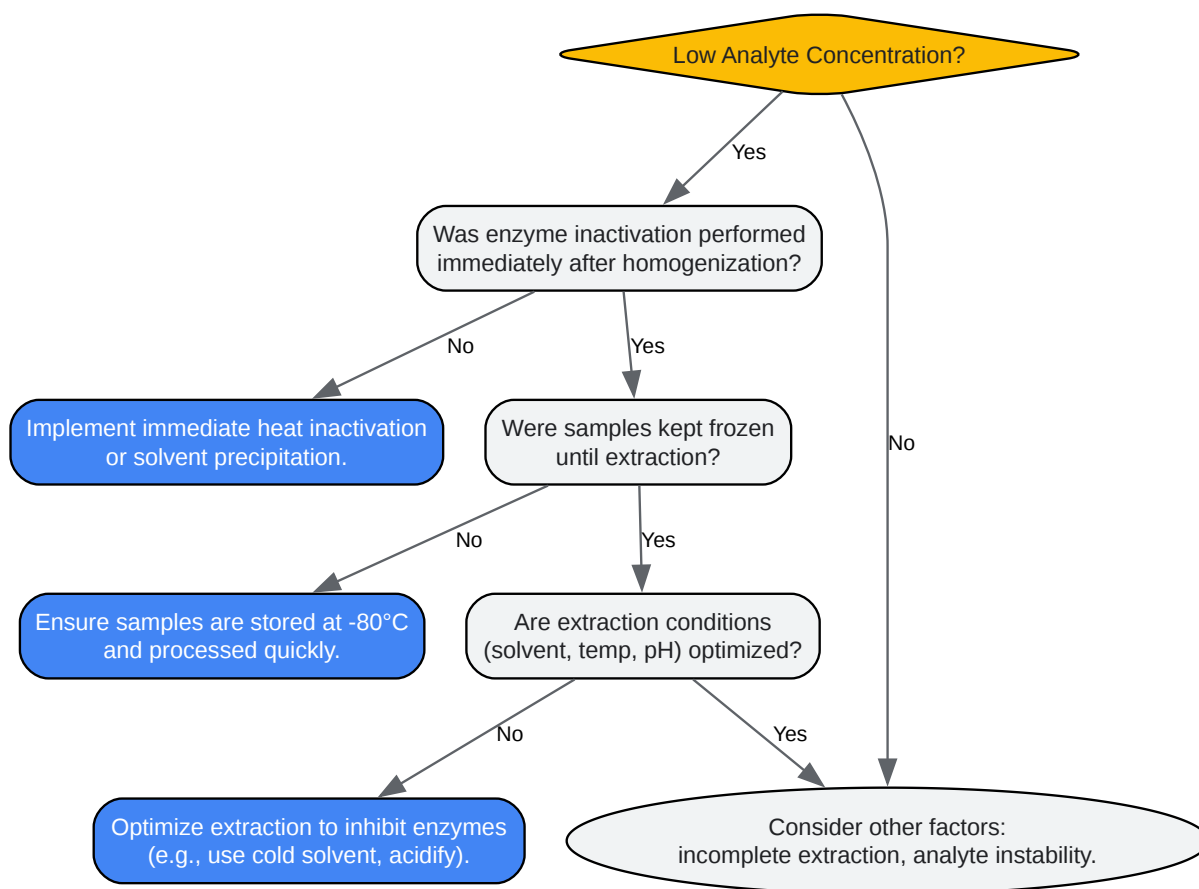 Low Analyte Concentration?
Yes
Was enzyme inactivation performed
immediately after homogenization?
No
Yes
Implement immediate heat inactivation
or solvent precipitation.
Were samples kept frozen
until extraction?
No
No
Yes
Ensure samples are stored at -80°C
and processed quickly.
Are extraction conditions
(solvent, temp, pH) optimized?
No
Yes
Optimize extraction to inhibit enzymes
(e.g., use cold solvent, acidify).
Consider other factors:
incomplete extraction, analyte instability.